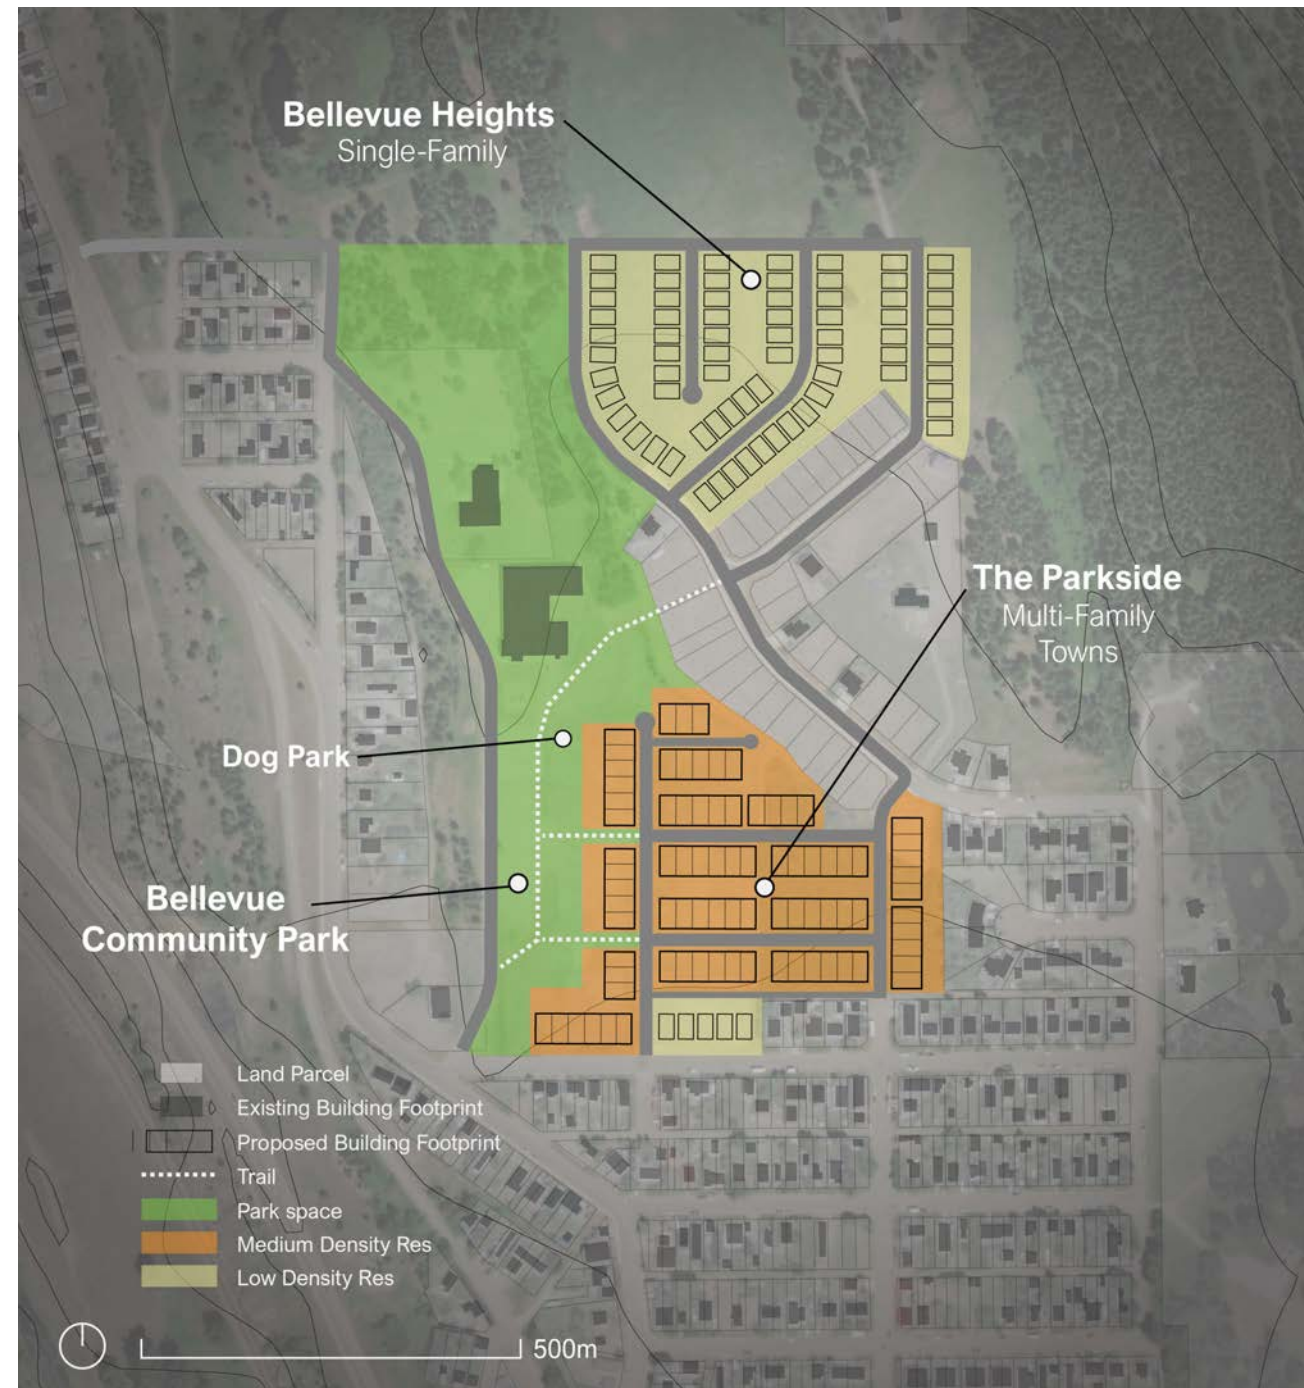 Bellevue Heights
Single-Family
The Parkside
Multi-Family
Towns
Dog Park
Bellevue
Community Park
Land Parcel
Existing Building Footprint
Proposed Building Footprint
Trail
Park space
Medium Density Res
Low Density Res
500m